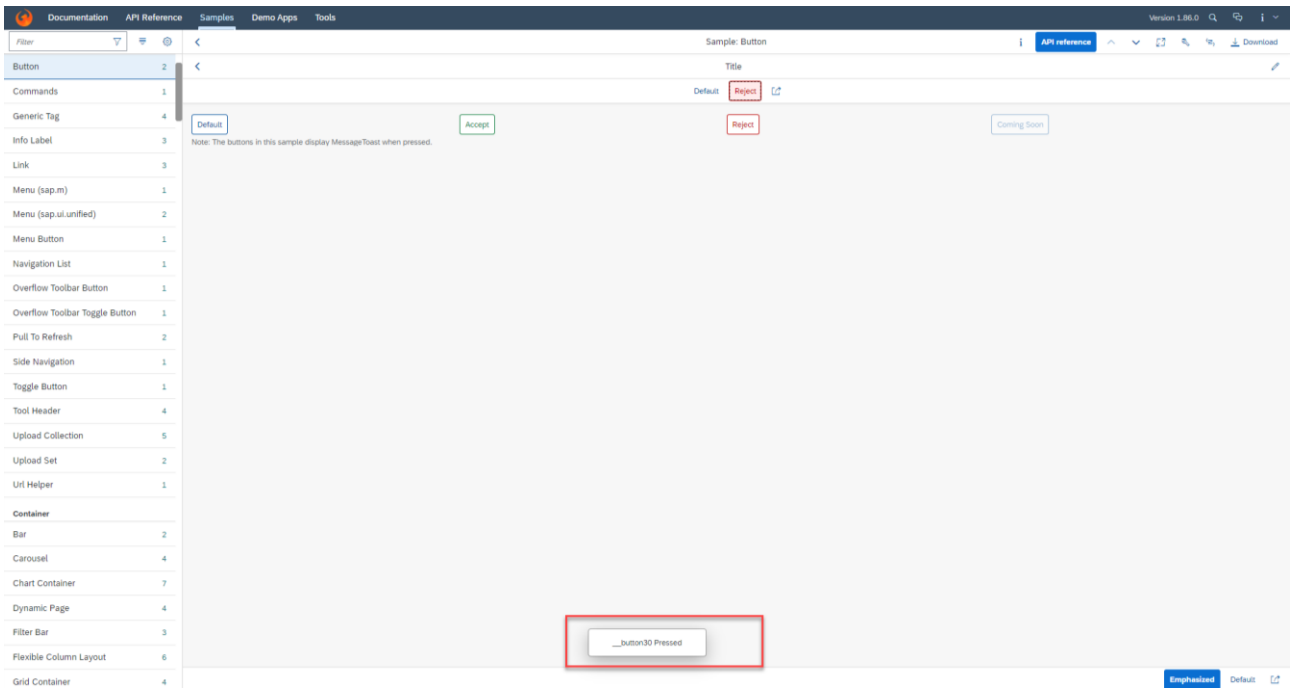 Documentation API Reference Samples Demo Apps Tools Version 1.86.0
Filter Sample: Button API reference Download
Button 2
Title
Commands 1
Default Reject
Generic Tag 4
Default Accept Reject Coming Soon
Info Label 3
Note: The buttons in this sample display MessageToast when pressed.
Link 3
Menu (sap.m) 1
Menu (sap.ui.unified) 2
Menu Button 1
Navigation List 1
Overflow Toolbar Button 1
Overflow Toolbar Toggle Button 1
Pull To Refresh 2
Side Navigation 1
Toggle Button 1
Tool Header 4
Upload Collection 5
Upload Set 2
Url Helper 1
Container
Bar 2
Carousel 4
Chart Container 7
Dynamic Page 4
Filter Bar 3
__button30 Pressed
Flexible Column Layout 6
Grid Container 4
Emphasized Default